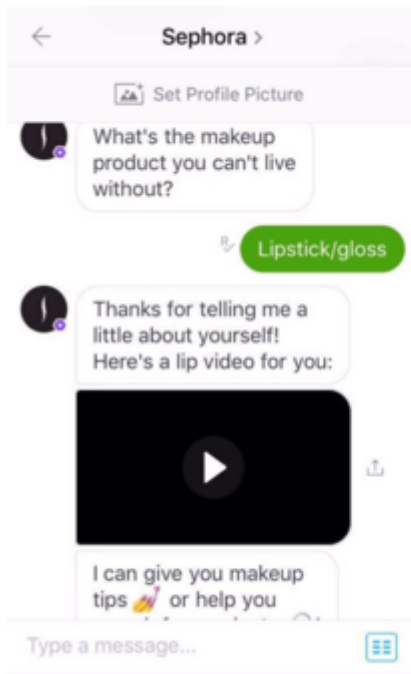 Sephora >
Set Profile Picture
What's the makeup
product you can't live
without?
Lipstick/gloss
Thanks for telling me a
little about yourself!
Here's a lip video for you:
I can give you makeup
tips 💅 or help you
Type a message...